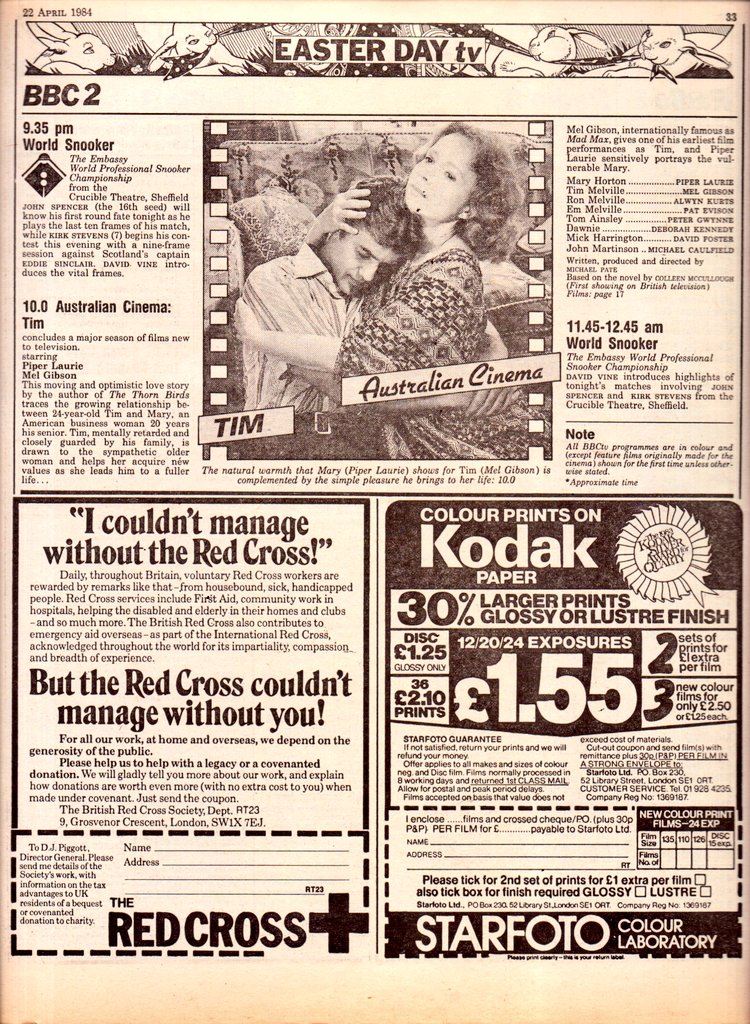 22 APRIL 1984
33
EASTER DAY tv
BBC 2
9.35 pm
World Snooker
The Embassy
World Professional Snooker
Championship
from the
Crucible Theatre, Sheffield
JOHN SPENCER (the 16th seed) will
know his first round fate tonight as he
plays the last ten frames of his match,
while KIRK STEVENS (7) begins his con-
test this evening with a nine-frame
session against Scotland's captain
EDDIE SINCLAIR. DAVID VINE intro-
duces the vital frames.
10.0 Australian Cinema:
Tim
concludes a major season of films new
to television.
starring
Piper Laurie
Mel Gibson
This moving and optimistic love story
by the author of The Thorn Birds
traces the growing relationship be-
tween 24-year-old Tim and Mary, an
American business woman 20 years
his senior. Tim, mentally retarded and
closely guarded by his family, is
drawn to the sympathetic older
woman and helps her acquire new
values as she leads him to a fuller
life...
Australian Cinema
TIM
The natural warmth that Mary (Piper Laurie) shows for Tim (Mel Gibson) is
complemented by the simple pleasure he brings to her life: 10.0
Mel Gibson, internationally famous as
Mad Max, gives one of his earliest film
performances as Tim, and Piper
Laurie sensitively portrays the vul-
nerable Mary.
Mary Horton ................PIPER LAURIE
Tim Melville....................MEL GIBSON
Ron Melville................ALWYN KURTS
Em Melville ....................PAT EVISON
Tom Ainsley ...............PETER GWYNNE
Dawnie ................DEBORAH KENNEDY
Mick Harrington...........DAVID FOSTER
John Martinson ..MICHAEL CAULFIELD
Written, produced and directed by
MICHAEL PATE
Based on the novel by COLLEEN MCCULLOUGH
(First showing on British television)
Films: page 17
11.45-12.45 am
World Snooker
The Embassy World Professional
Snooker Championship
DAVID VINE introduces highlights of
tonight's matches involving JOHN
SPENCER and KIRK STEVENS from the
Crucible Theatre, Sheffield.
Note
All BBCtv programmes are in colour and
(except feature films originally made for the
cinema) shown for the first time unless other-
wise stated.
*Approximate time
"I couldn't manage
without the Red Cross!"
Daily, throughout Britain, voluntary Red Cross workers are
rewarded by remarks like that – from housebound, sick, handicapped
people. Red Cross services include First Aid, community work in
hospitals, helping the disabled and elderly in their homes and clubs
– and so much more. The British Red Cross also contributes to
emergency aid overseas – as part of the International Red Cross,
acknowledged throughout the world for its impartiality, compassion
and breadth of experience.
But the Red Cross couldn't
manage without you!
For all our work, at home and overseas, we depend on the
generosity of the public.
Please help us to help with a legacy or a covenanted
donation. We will gladly tell you more about our work, and explain
how donations are worth even more (with no extra cost to you) when
made under covenant. Just send the coupon.
The British Red Cross Society, Dept. RT23
9, Grosvenor Crescent, London, SW1X 7EJ.
To D.J. Piggott,
Director General. Please
send me details of the
Society's work, with
information on the tax
advantages to UK
residents of a bequest
or covenanted
donation to charity.
Name
Address
RT23
THE
RED CROSS
COLOUR PRINTS ON
Kodak
PAPER
30% LARGER PRINTS
GLOSSY OR LUSTRE FINISH
DISC
£1.25
GLOSSY ONLY
36
£2.10
PRINTS
12/20/24 EXPOSURES
£1.55
2 sets of
prints for
£1 extra
per film
3 new colour
films for
only £2.50
or £1.25 each.
STARFOTO GUARANTEE
If not satisfied, return your prints and we will
refund your money.
Offer applies to all makes and sizes of colour
neg. and Disc film. Films normally processed in
8 working days and returned 1st CLASS MAIL.
Allow for postal and peak period delays.
Films accepted on basis that value does not
exceed cost of materials.
Cut-out coupon and send film(s) with
remittance plus 30p (P&P) PER FILM IN
A STRONG ENVELOPE to:
Starfoto Ltd. P.O. Box 230,
52 Library Street, London SE1 ORT.
CUSTOMER SERVICE. Tel. 01 928 4235.
Company Reg No: 1369187.
I enclose ......films and crossed cheque/P.O. (plus 30p
P&P) PER FILM for £............payable to Starfoto Ltd.
NAME
ADDRESS
RT
NEW COLOUR PRINT
FILMS–24 EXP
Film Size 135 110 126 DISC 15 exp.
Films No. of
Please tick for 2nd set of prints for £1 extra per film
also tick box for finish required GLOSSY LUSTRE
Starfoto Ltd., PO Box 230, 52 Library St, London SE1 ORT. Company Reg No: 1369187
STARFOTO COLOUR
LABORATORY
Please print clearly – this is your return label.